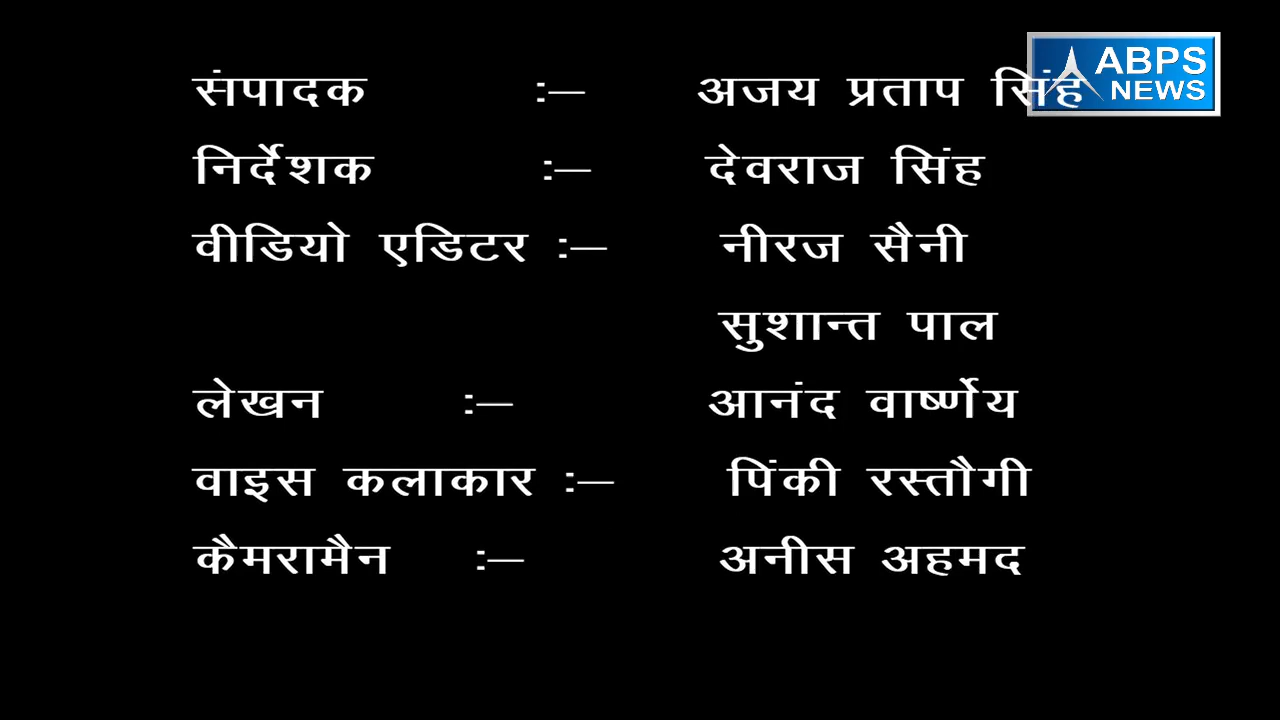 संपादक :— अजय प्रताप सिंह
ABPS
NEWS
निर्देशक :— देवराज सिंह
वीडियो एडिटर :— नीरज सैनी
सुशान्त पाल
लेखन :— आनंद वार्ष्णेय
वाइस कलाकार :— पिंकी रस्तौगी
कैमरामैन :— अनीस अहमद